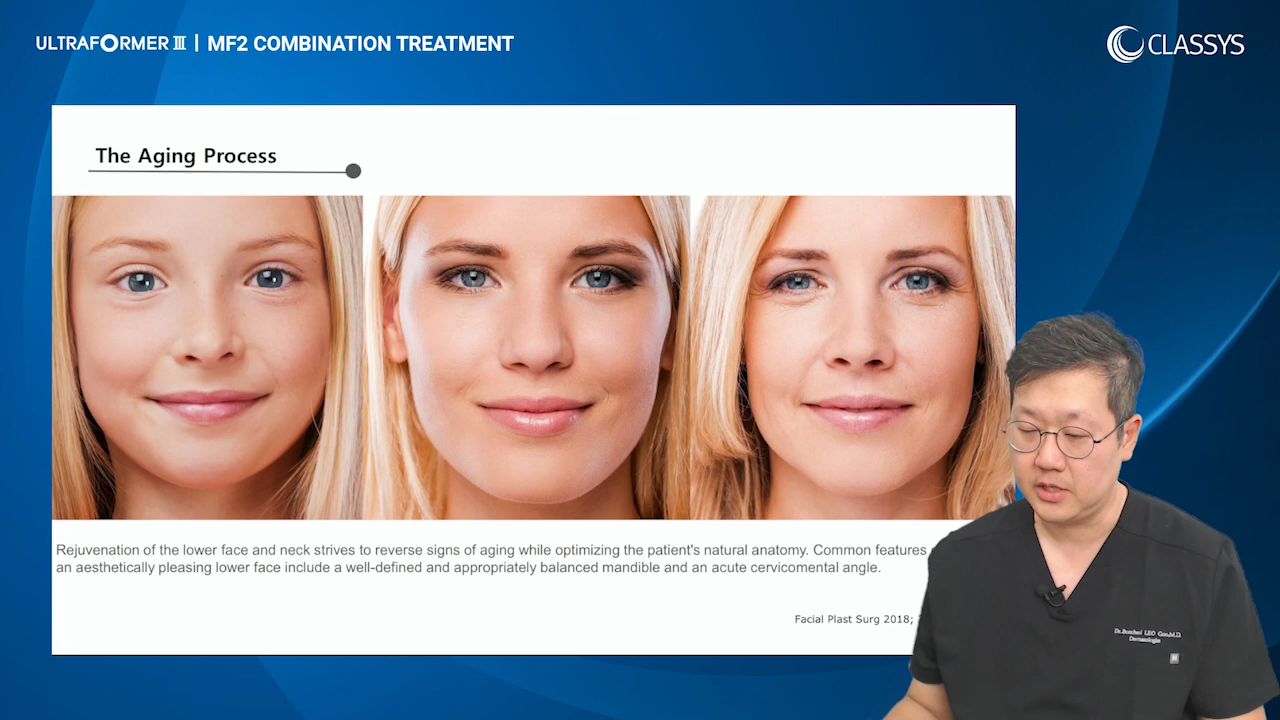 ULTRAFORMER III | MF2 COMBINATION TREATMENT
CLASSYS
The Aging Process
Rejuvenation of the lower face and neck strives to reverse signs of aging while optimizing the patient's natural anatomy. Common features
an aesthetically pleasing lower face include a well-defined and appropriately balanced mandible and an acute cervicomental angle.
Facial Plast Surg 2018;